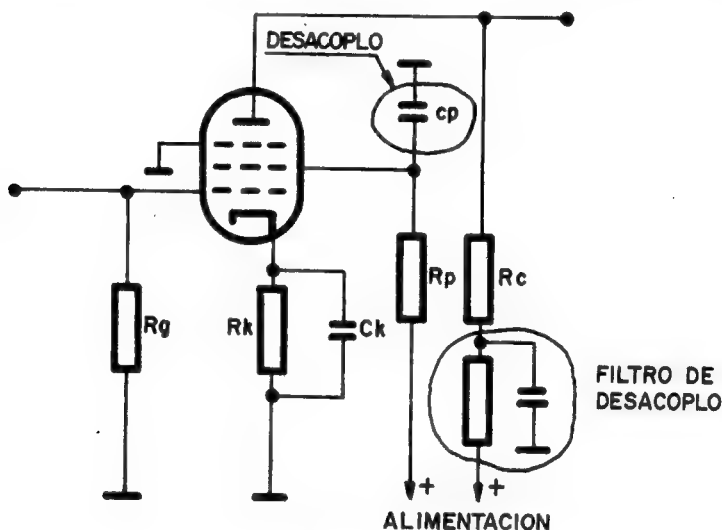 DESACOPLO
cp
Rp
Rc
Rg
Rk
Ck
FILTRO DE
DESACOPLO
+
+
ALIMENTACION